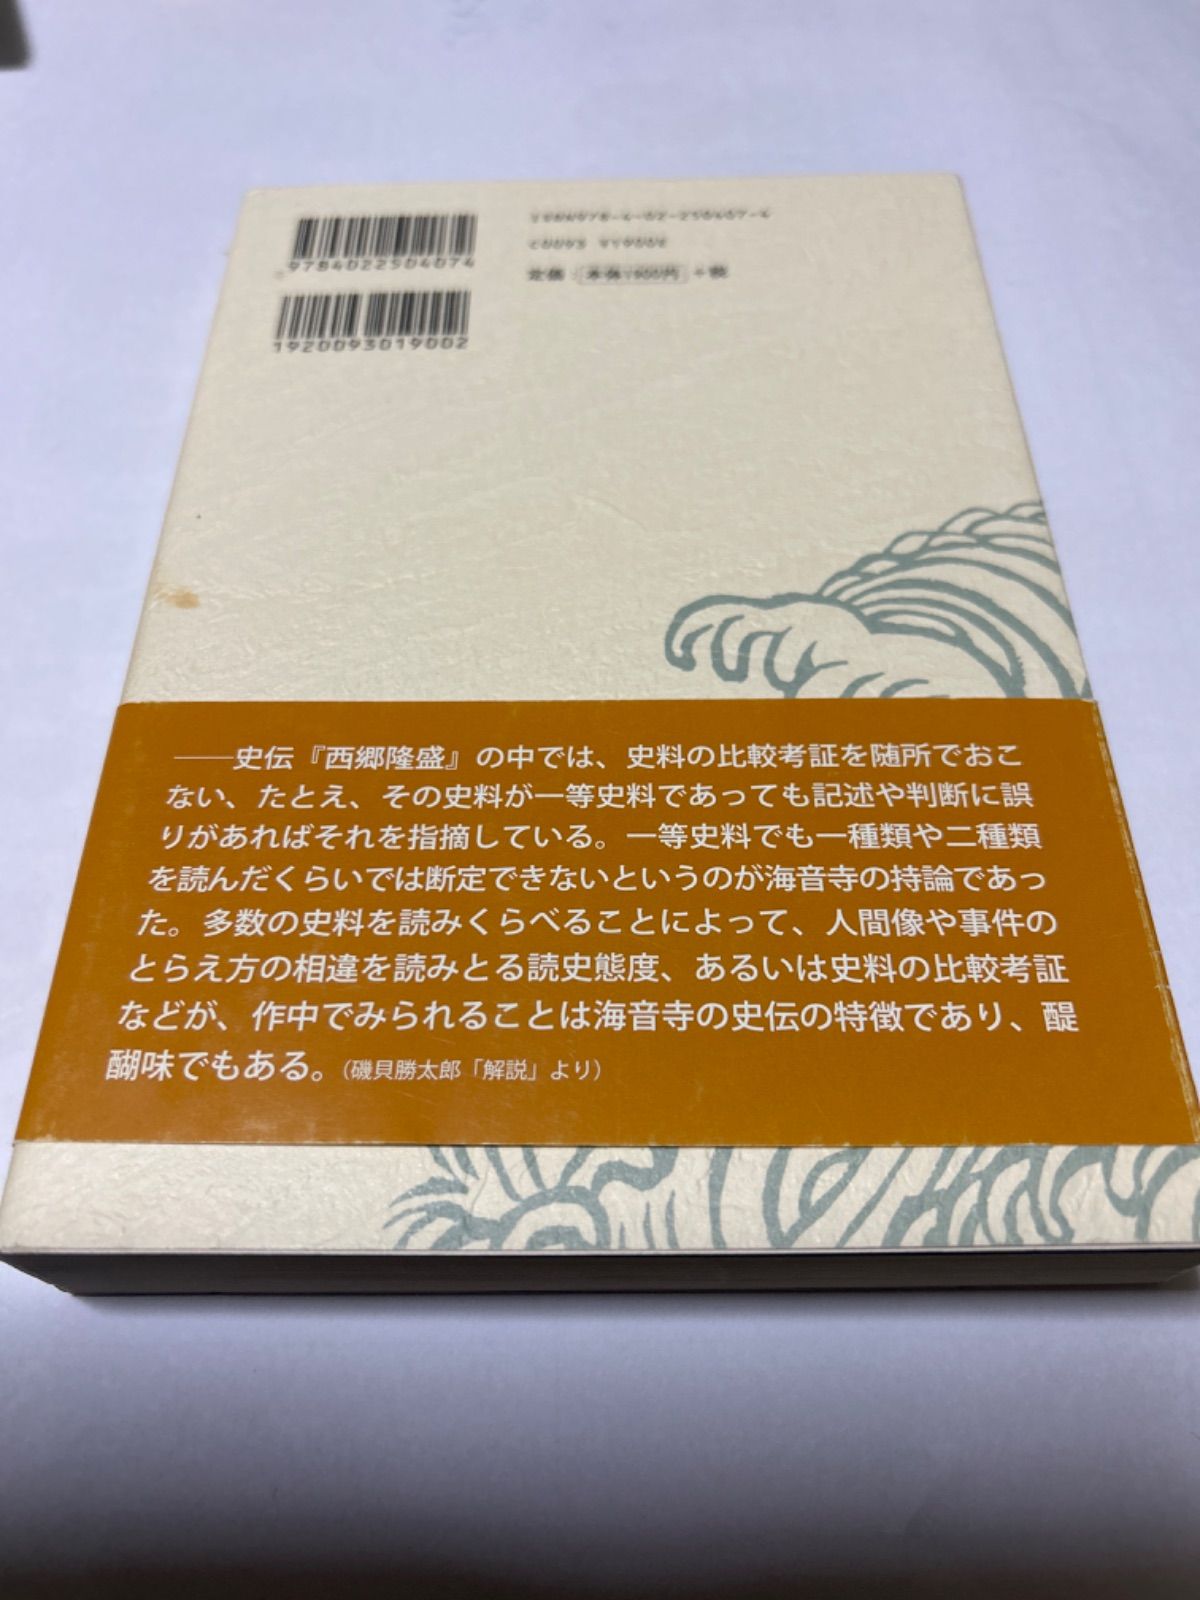 9784022504074
1920093019002
ISBN978-4-02-250407-4
C0093 ¥1900E
定価 本体1900円 +税
――史伝『西郷隆盛』の中では、史料の比較考証を随所でおこ
ない、たとえ、その史料が一等史料であっても記述や判断に誤
りがあればそれを指摘している。一等史料でも一種類や二種類
を読んだくらいでは断定できないというのが海音寺の持論であっ
た。多数の史料を読みくらべることによって、人間像や事件の
とらえ方の相違を読みとる読史態度、あるいは史料の比較考証
などが、作中でみられることは海音寺の史伝の特徴であり、醍
醐味でもある。(磯貝勝太郎「解説」より)